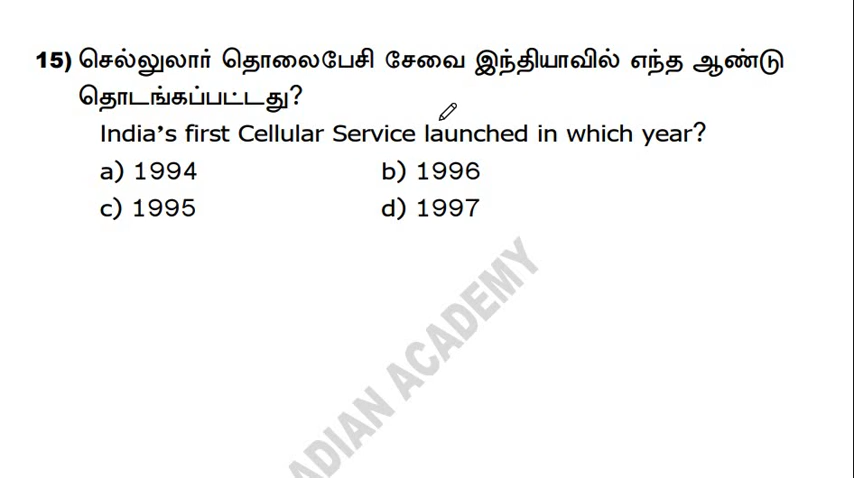 15) செல்லுலார் தொலைபேசி சேவை இந்தியாவில் எந்த ஆண்டு
தொடங்கப்பட்டது?
India's first Cellular Service launched in which year?
a) 1994 b) 1996
c) 1995 d) 1997
ADIAN ACADEMY